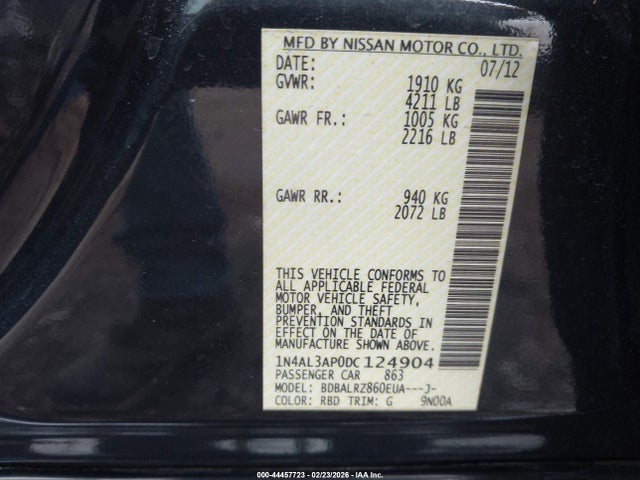 MFD BY NISSAN MOTOR CO., LTD.
DATE: 07/12
GVWR: 1910 KG
4211 LB
GAWR FR.: 1005 KG
2216 LB
GAWR RR.: 940 KG
2072 LB
THIS VEHICLE CONFORMS TO
ALL APPLICABLE FEDERAL
MOTOR VEHICLE SAFETY,
BUMPER, AND THEFT
PREVENTION STANDARDS IN
EFFECT ON THE DATE OF
MANUFACTURE SHOWN ABOVE.
1N4AL3AP0DC124904
PASSENGER CAR 863
MODEL: BDBALRZ860EUA---J-
COLOR: RBD TRIM: G 9N00A
000-44457723 - 02/23/2026 - IAA Inc.